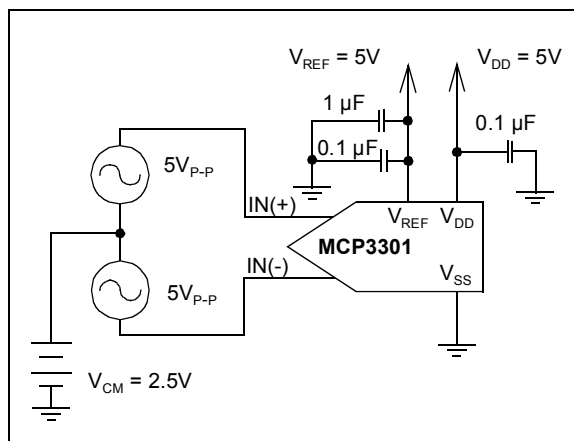 V_REF = 5V
V_DD = 5V
1 µF
0.1 µF
0.1 µF
5V_P-P
IN(+)
V_REF
V_DD
MCP3301
IN(-)
V_SS
5V_P-P
V_CM = 2.5V